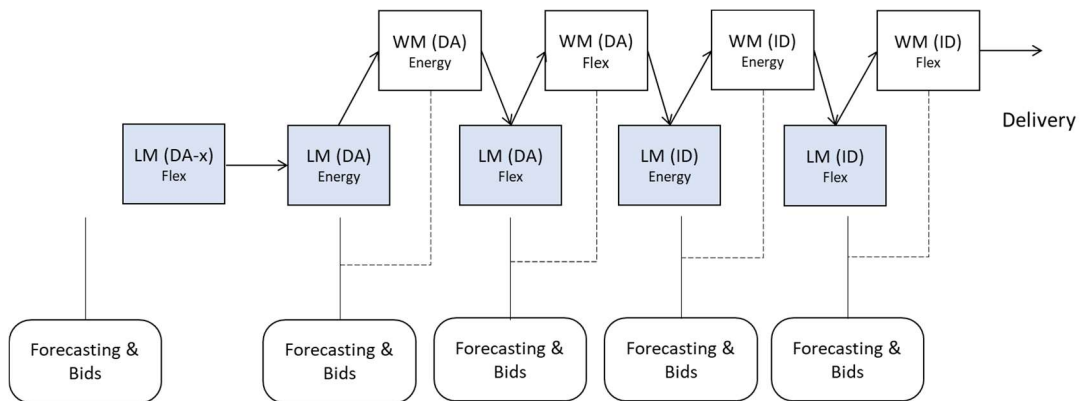 WM (DA)
Energy
WM (DA)
Flex
WM (ID)
Energy
WM (ID)
Flex
Delivery
LM (DA-x)
Flex
LM (DA)
Energy
LM (DA)
Flex
LM (ID)
Energy
LM (ID)
Flex
Forecasting &
Bids
Forecasting &
Bids
Forecasting &
Bids
Forecasting &
Bids
Forecasting &
Bids